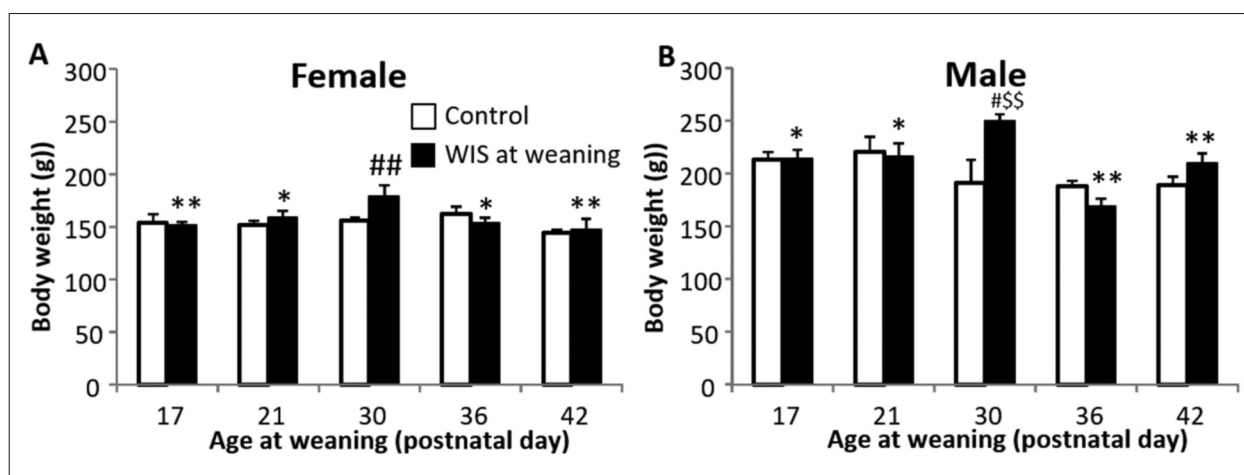 A
Female
300
250
200
150
100
50
0
Body weight (g))
Control
WIS at weaning
**
*
##
*
**
17 21 30 36 42
Age at weaning (postnatal day)
B
Male
300
250
200
150
100
50
0
Body weight (g))
*
*
#$$
**
**
17 21 30 36 42
Age at weaning (postnatal day)